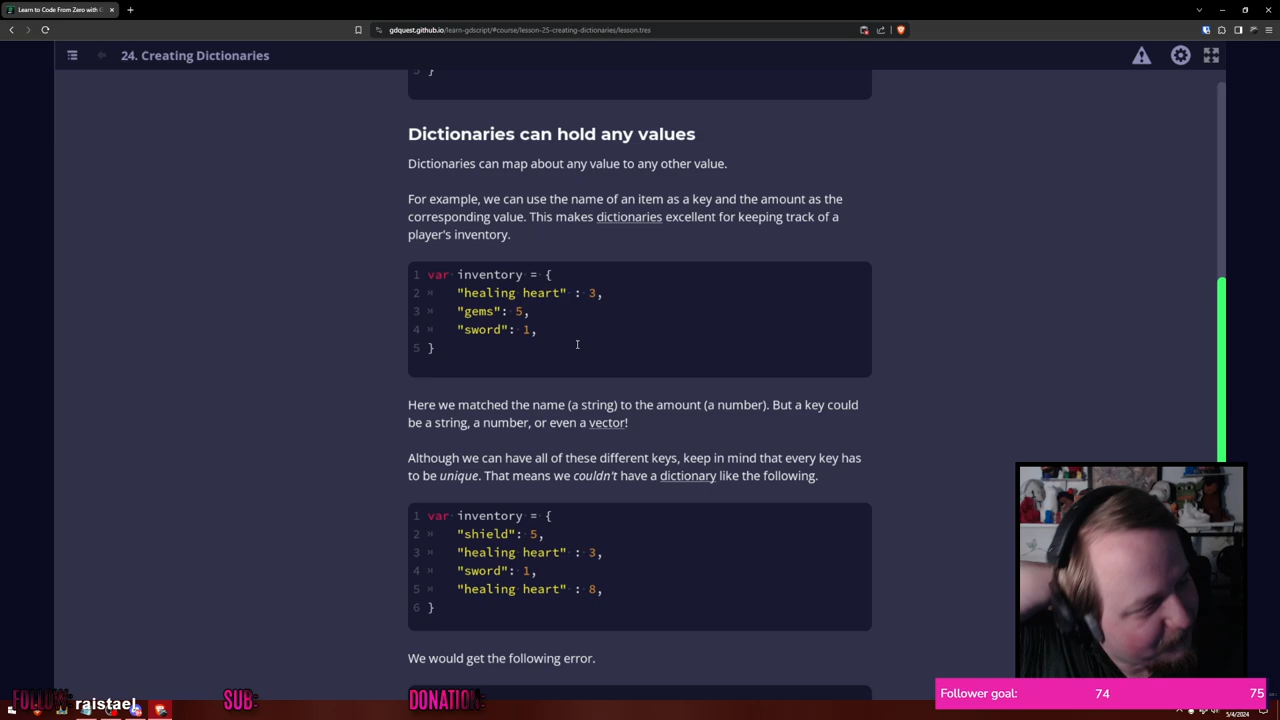 Learn to Code From Zero with
gdquest.github.io/learn-gdscript/#course/lesson-25-creating-dictionaries/lesson.tres
24. Creating Dictionaries
5 }
Dictionaries can hold any values
Dictionaries can map about any value to any other value.
For example, we can use the name of an item as a key and the amount as the
corresponding value. This makes dictionaries excellent for keeping track of a
player's inventory.
1 var inventory = {
2 "healing heart" : 3,
3 "gems": 5,
4 "sword": 1,
5 }
Here we matched the name (a string) to the amount (a number). But a key could
be a string, a number, or even a vector!
Although we can have all of these different keys, keep in mind that every key has
to be unique. That means we couldn't have a dictionary like the following.
1 var inventory = {
2 "shield": 5,
3 "healing heart" : 3,
4 "sword": 1,
5 "healing heart" : 8,
6 }
We would get the following error.
FOLLOW: raistael SUB: DONATION:
Follower goal: 74 75
5/4/2024